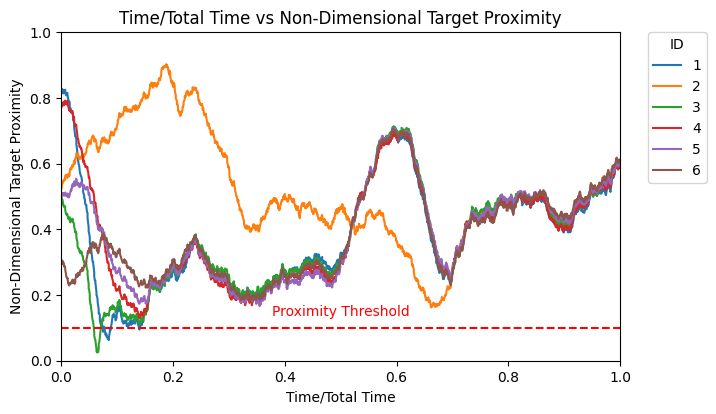 Time/Total Time vs Non-Dimensional Target Proximity
Non-Dimensional Target Proximity
1.0
0.8
0.6
0.4
0.2
0.0
Proximity Threshold
0.0 0.2 0.4 0.6 0.8 1.0
Time/Total Time
ID
1
2
3
4
5
6